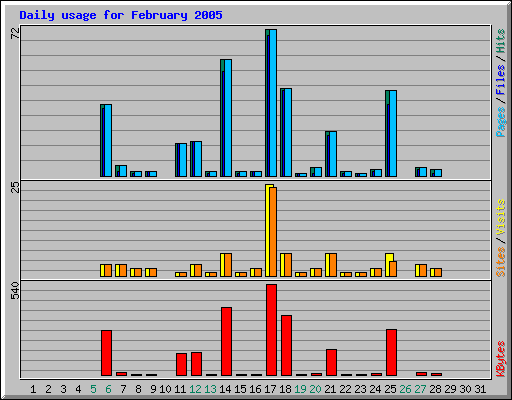 Daily usage for February 2005
72
Pages/Files/Hits
25
Sites/Visits
540
KBytes
1 2 3 4 5 6 7 8 9 10 11 12 13 14 15 16 17 18 19 20 21 22 23 24 25 26 27 28 29 30 31